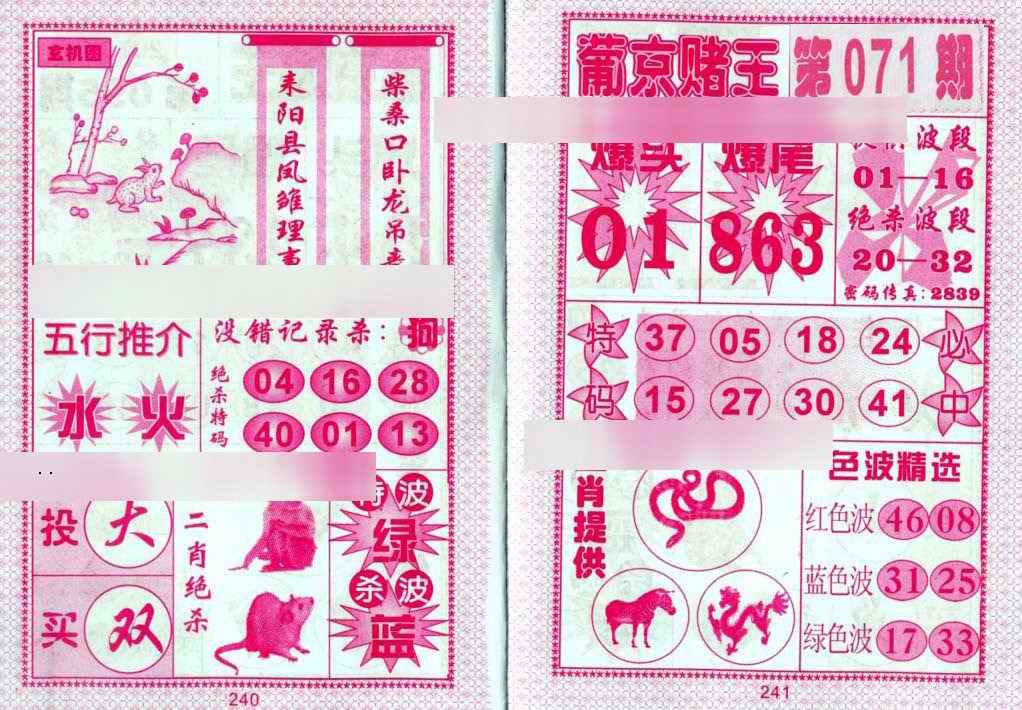 玄机图
耒阳县凤雏理事
柴桑口卧龙吊丧
五行推介
水 火
没错记录杀：狗
绝杀特码
04 16 28
40 01 13
投 大
买 双
二肖绝杀
特波
绿
杀波
蓝
240
葡京赌王 第071期
爆头 爆尾
01 863
波段
01—16
绝杀波段
20—32
密码传真:2839
特码
37 05 18 24
15 27 30 41
必中
肖提供
色波精选
红色波 46 08
蓝色波 31 25
绿色波 17 33
241